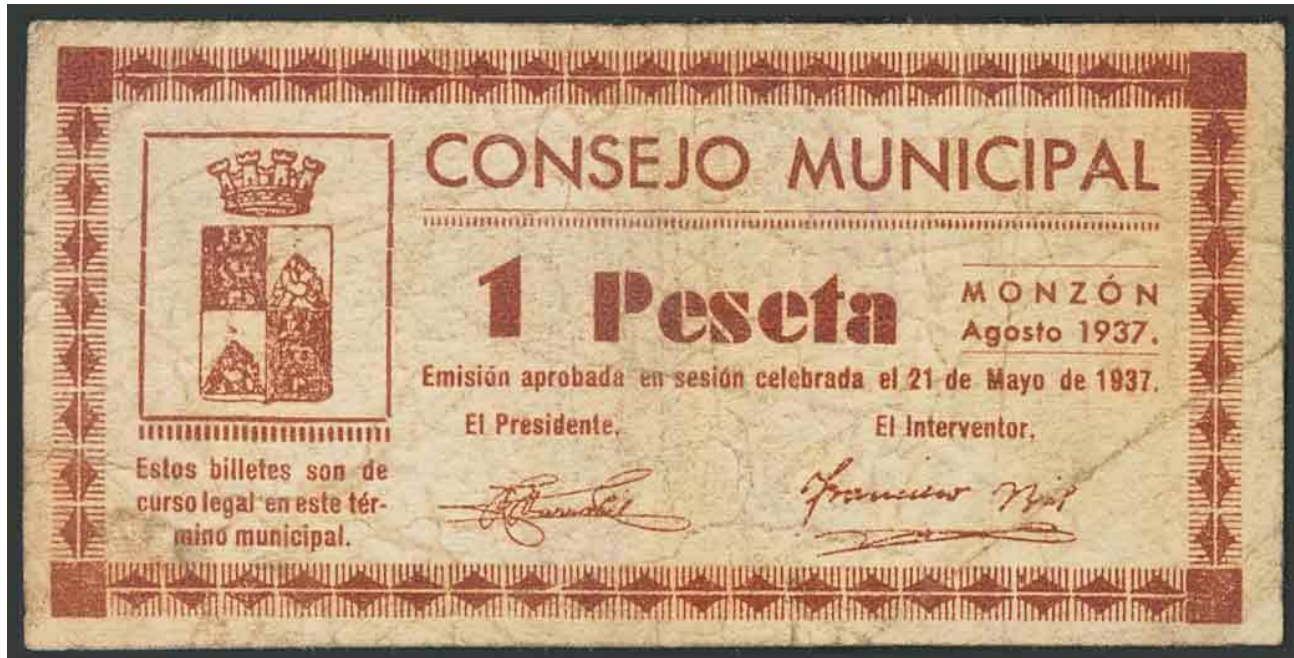 CONSEJO MUNICIPAL
1 Peseta
MONZÓN
Agosto 1937.
Emisión aprobada en sesión celebrada el 21 de Mayo de 1937.
El Presidente.
El Interventor.
Francisco
Estos billetes son de
curso legal en este tér-
mino municipal.